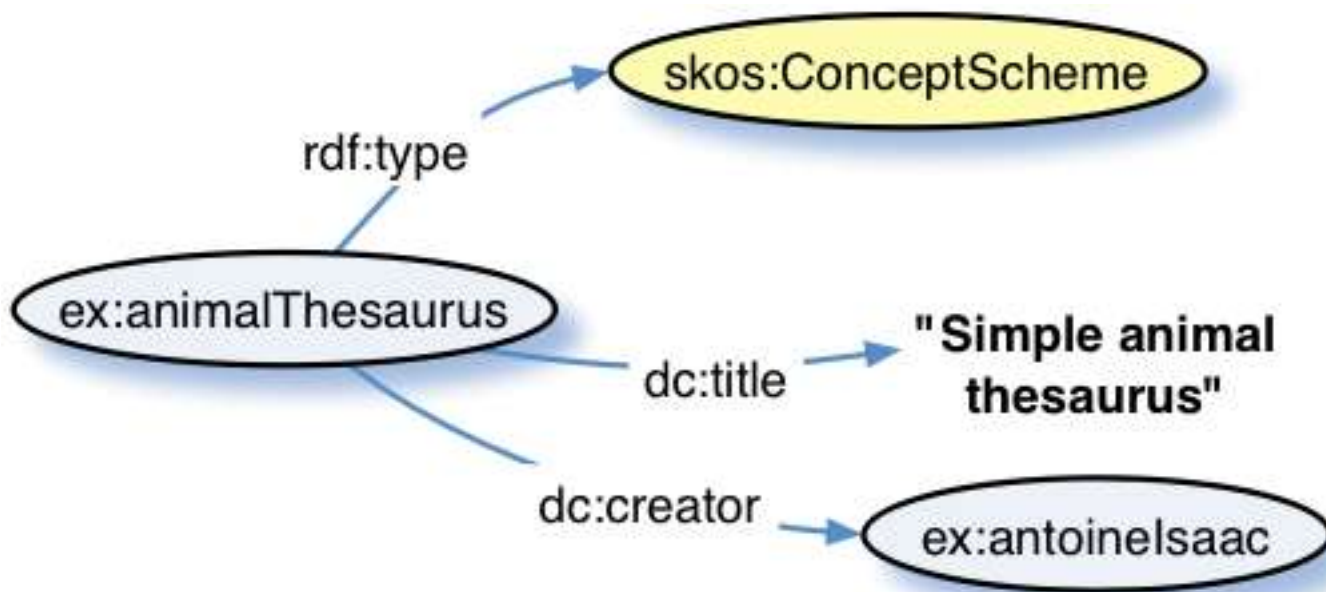 skos:ConceptScheme
rdf:type
ex:animalThesaurus
"Simple animal
thesaurus"
dc:title
dc:creator
ex:antoineIsaac